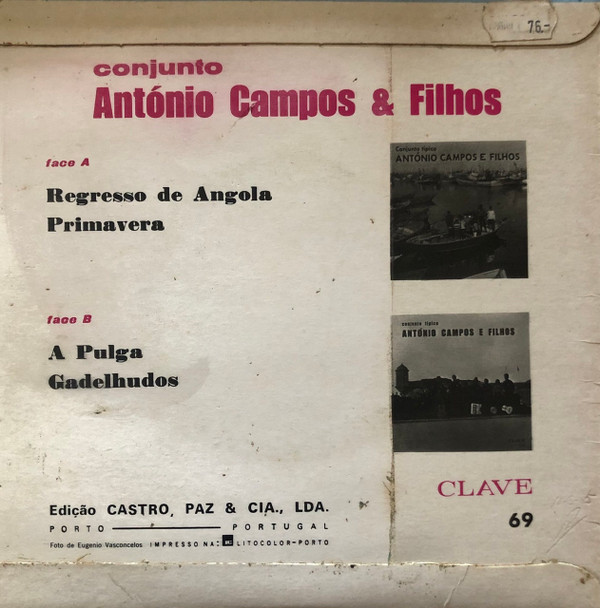 76.-
conjunto
António Campos & Filhos
face A
Regresso de Angola
Primavera
Conjunto típico
ANTÓNIO CAMPOS E FILHOS
face B
A Pulga
Gadelhudos
conjunto típico
ANTÓNIO CAMPOS E FILHOS
CLAVE
69
Edição CASTRO, PAZ & CIA., LDA.
PORTO PORTUGAL
Foto de Eugenio Vasconcelos IMPRESSO NA: LITOCOLOR-PORTO